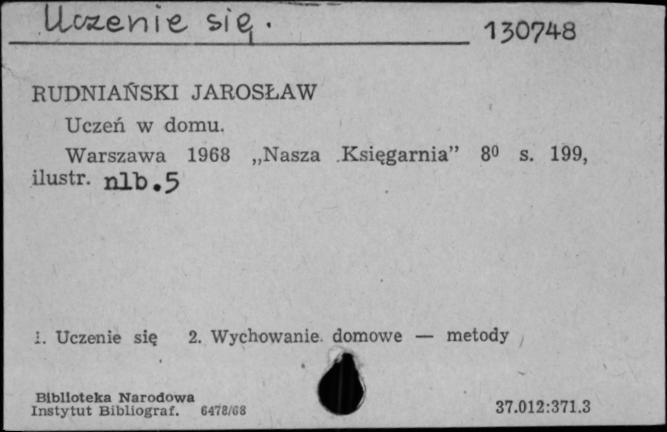 Uczenie się.
130748
RUDNIAŃSKI JAROSŁAW
Uczeń w domu.
Warszawa 1968 „Nasza Księgarnia” 8⁰ s. 199,
ilustr. nlb.5
1. Uczenie się 2. Wychowanie domowe — metody
Biblioteka Narodowa
Instytut Bibliograf. 6478/68
37.012:371.3